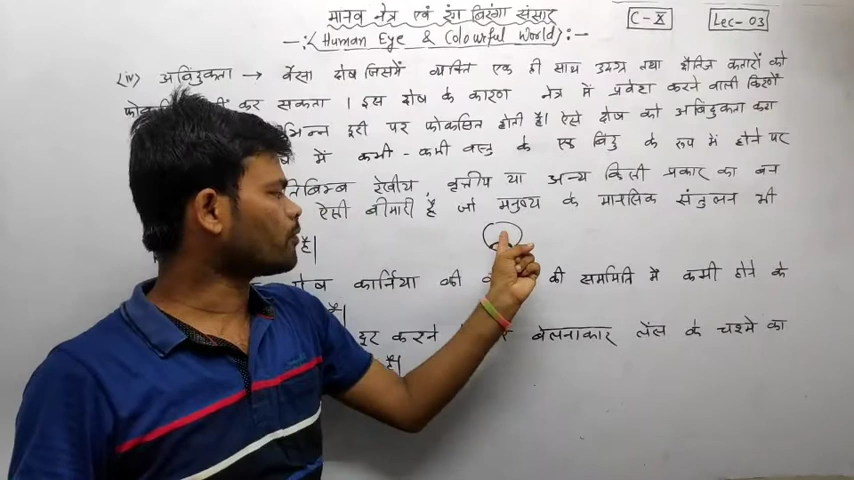 मानव नेत्र एवं रंग बिरंगा संसार
C-X
Lec-03
-:〈Human Eye & Colourful World〉:-
(iv) अबिंदुकता → वैसा दोष जिसमें व्यक्ति एक ही साथ उदग्र तथा क्षैतिज कतारों को
कर सकता । इस दोष के कारण नेत्र में प्रवेश करने वाली किरणें
दूरी पर फोकसित होती है। ऐसे दोष को अबिंदुकता कहा
में कभी-कभी वस्तु के एक बिंदु के रूप में होने पर
रेखीय, वृत्तीय या अन्य किसी प्रकार का बन
ऐसी बीमारी है जो मनुष्य के मानसिक संतुलन भी
है|
दोष कार्निया की की सममिति में कमी होने के
है|
दूर करने बेलनाकार लेंस के चश्मे का
है|